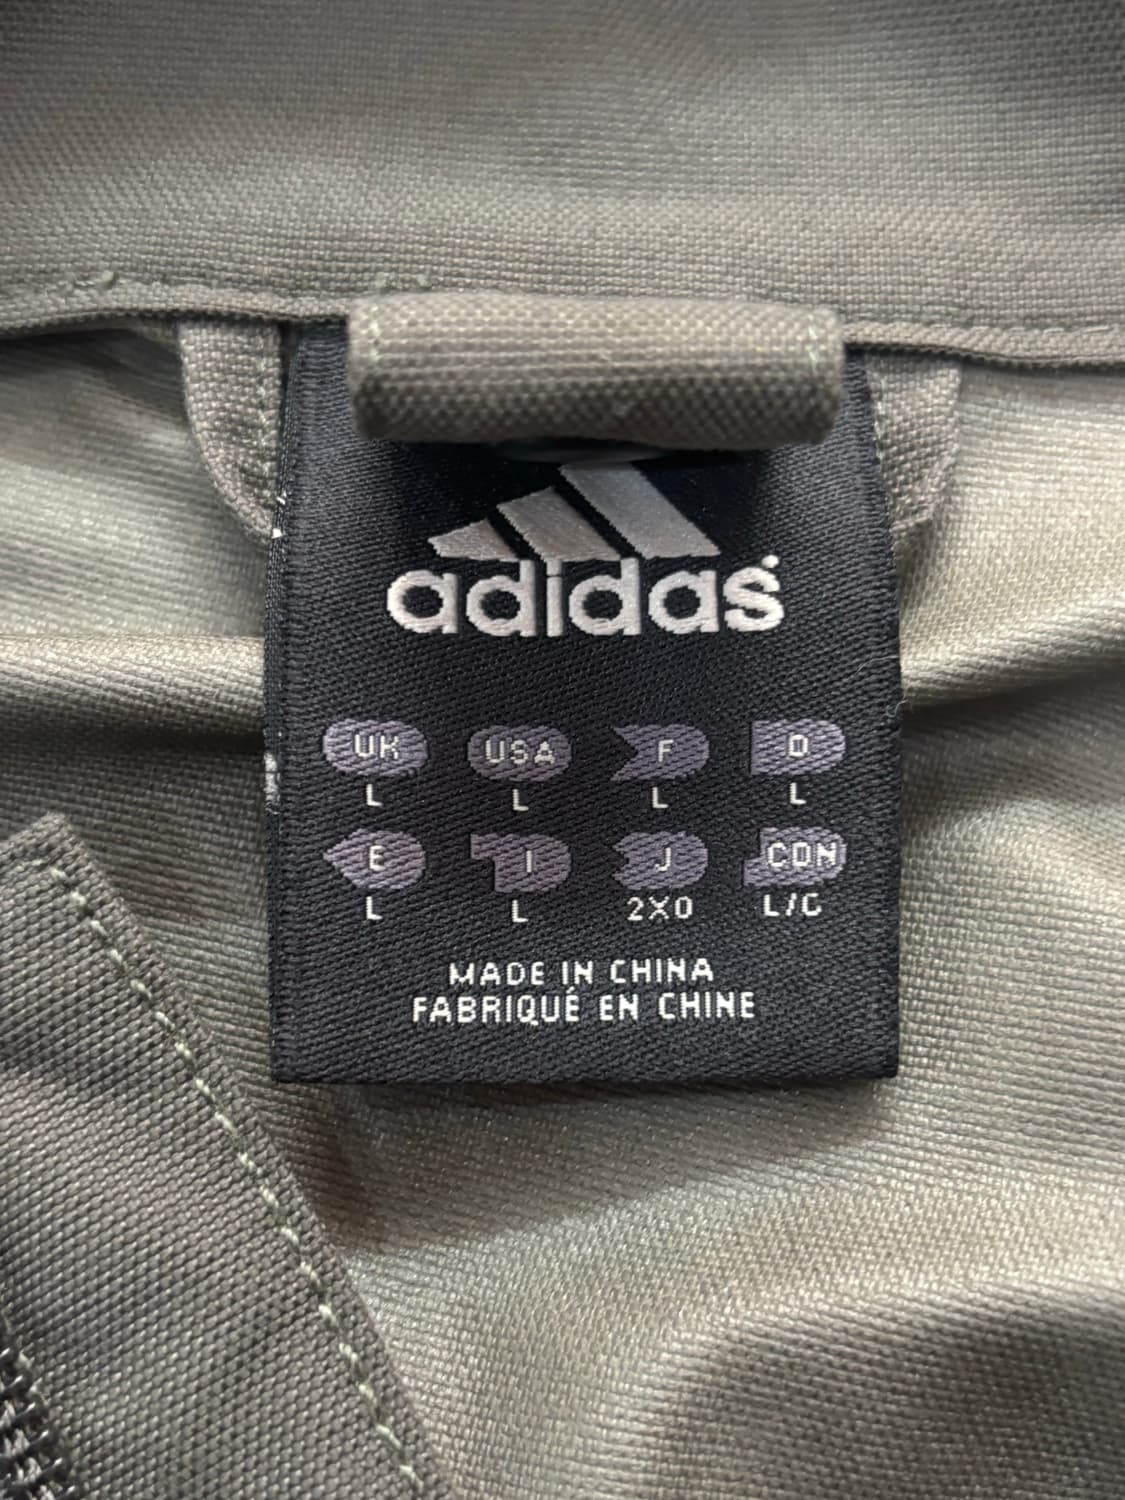 adidas
UK USA F D
L L L L
E I J CDN
L L 2XO L/G
MADE IN CHINA
FABRIQUÉ EN CHINE